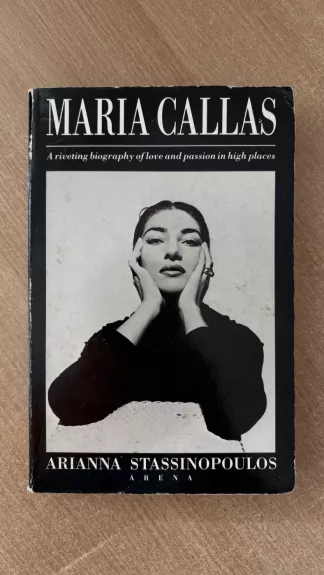 MARIA CALLAS
A riveting biography of love and passion in high places
ARIANNA STASSINOPOULOS
ARENA